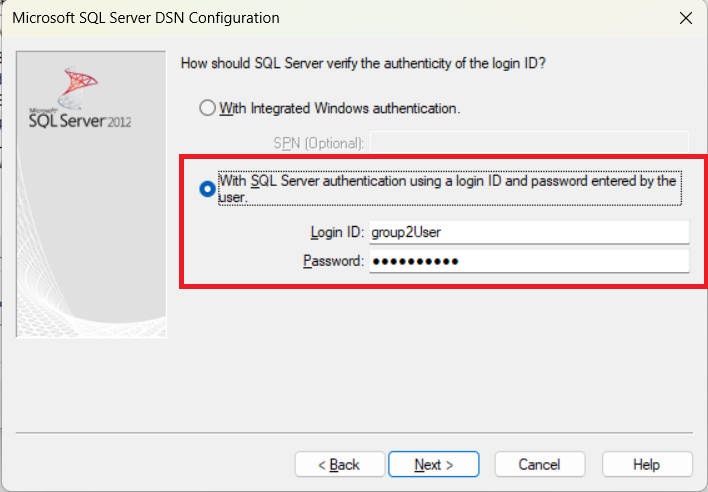 Microsoft SQL Server DSN Configuration
How should SQL Server verify the authenticity of the login ID?
Microsoft
SQL Server 2012
With Integrated Windows authentication.
SPN (Optional):
With SQL Server authentication using a login ID and password entered by the
user.
Login ID: group2User
Password: ●●●●●●●●●●
< Back Next > Cancel Help